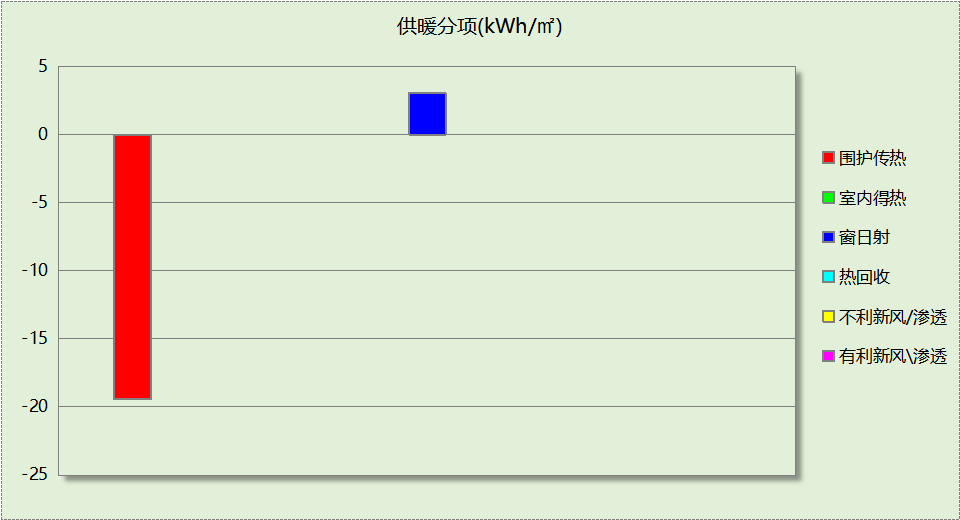 供暖分项(kWh/㎡)
5
0
-5
-10
-15
-20
-25
围护传热
室内得热
窗日射
热回收
不利新风/渗透
有利新风\渗透